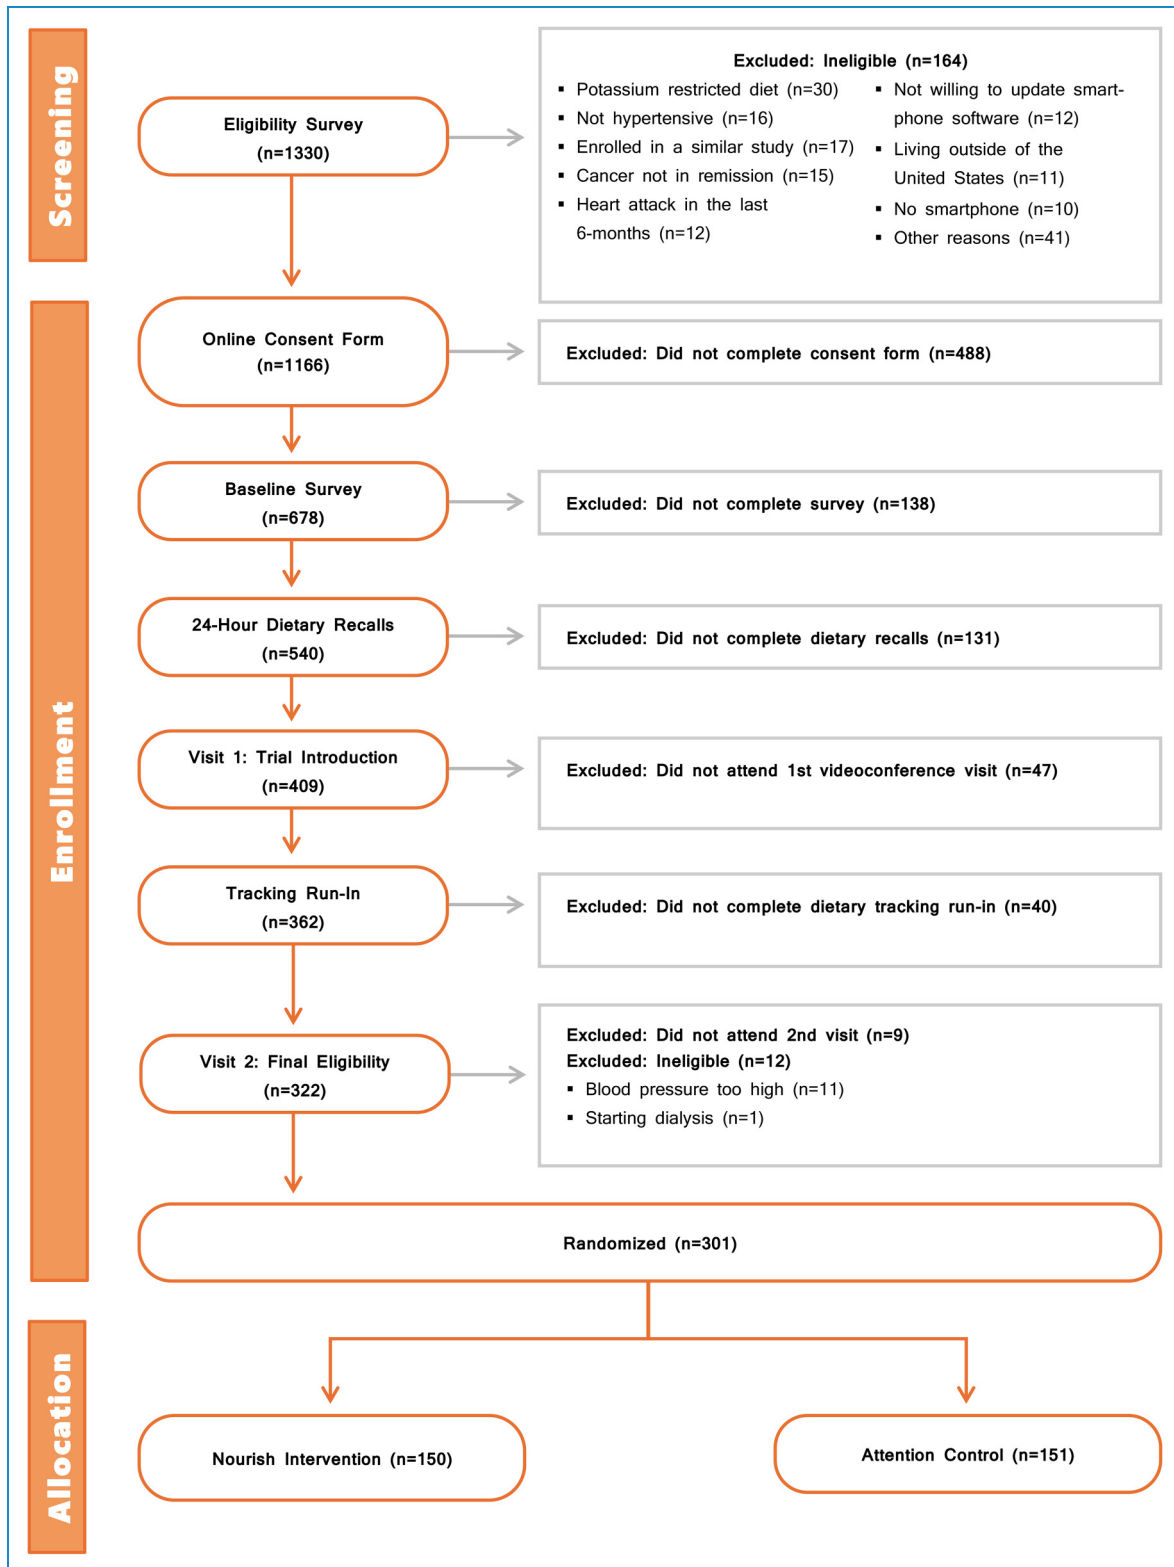 Screening
Eligibility Survey
(n=1330)
Excluded: Ineligible (n=164)
▪ Potassium restricted diet (n=30)
▪ Not hypertensive (n=16)
▪ Enrolled in a similar study (n=17)
▪ Cancer not in remission (n=15)
▪ Heart attack in the last
6-months (n=12)
▪ Not willing to update smart-
phone software (n=12)
▪ Living outside of the
United States (n=11)
▪ No smartphone (n=10)
▪ Other reasons (n=41)
Enrollment
Online Consent Form
(n=1166)
Excluded: Did not complete consent form (n=488)
Baseline Survey
(n=678)
Excluded: Did not complete survey (n=138)
24-Hour Dietary Recalls
(n=540)
Excluded: Did not complete dietary recalls (n=131)
Visit 1: Trial Introduction
(n=409)
Excluded: Did not attend 1st videoconference visit (n=47)
Tracking Run-In
(n=362)
Excluded: Did not complete dietary tracking run-in (n=40)
Visit 2: Final Eligibility
(n=322)
Excluded: Did not attend 2nd visit (n=9)
Excluded: Ineligible (n=12)
▪ Blood pressure too high (n=11)
▪ Starting dialysis (n=1)
Randomized (n=301)
Allocation
Nourish Intervention (n=150)
Attention Control (n=151)